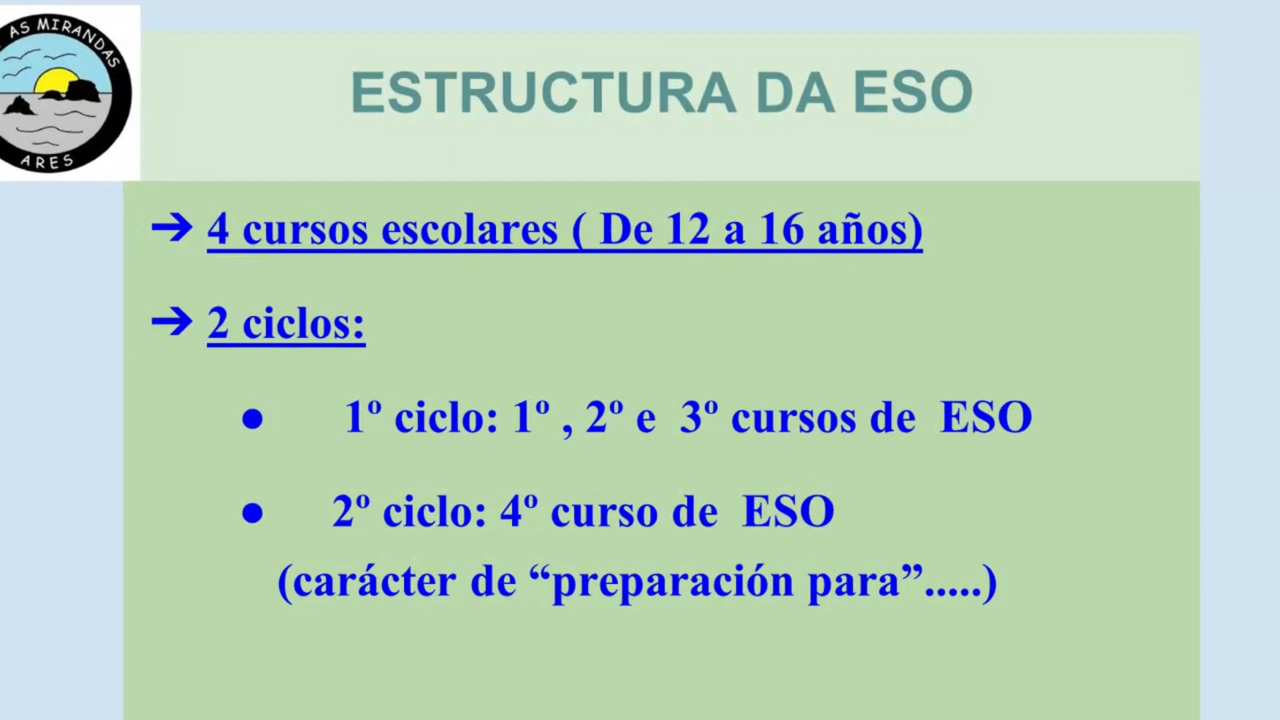 AS MIRANDAS
ARES
ESTRUCTURA DA ESO
➔ 4 cursos escolares ( De 12 a 16 años)
➔ 2 ciclos:
● 1º ciclo: 1º , 2º e 3º cursos de ESO
● 2º ciclo: 4º curso de ESO
(carácter de “preparación para”.....)